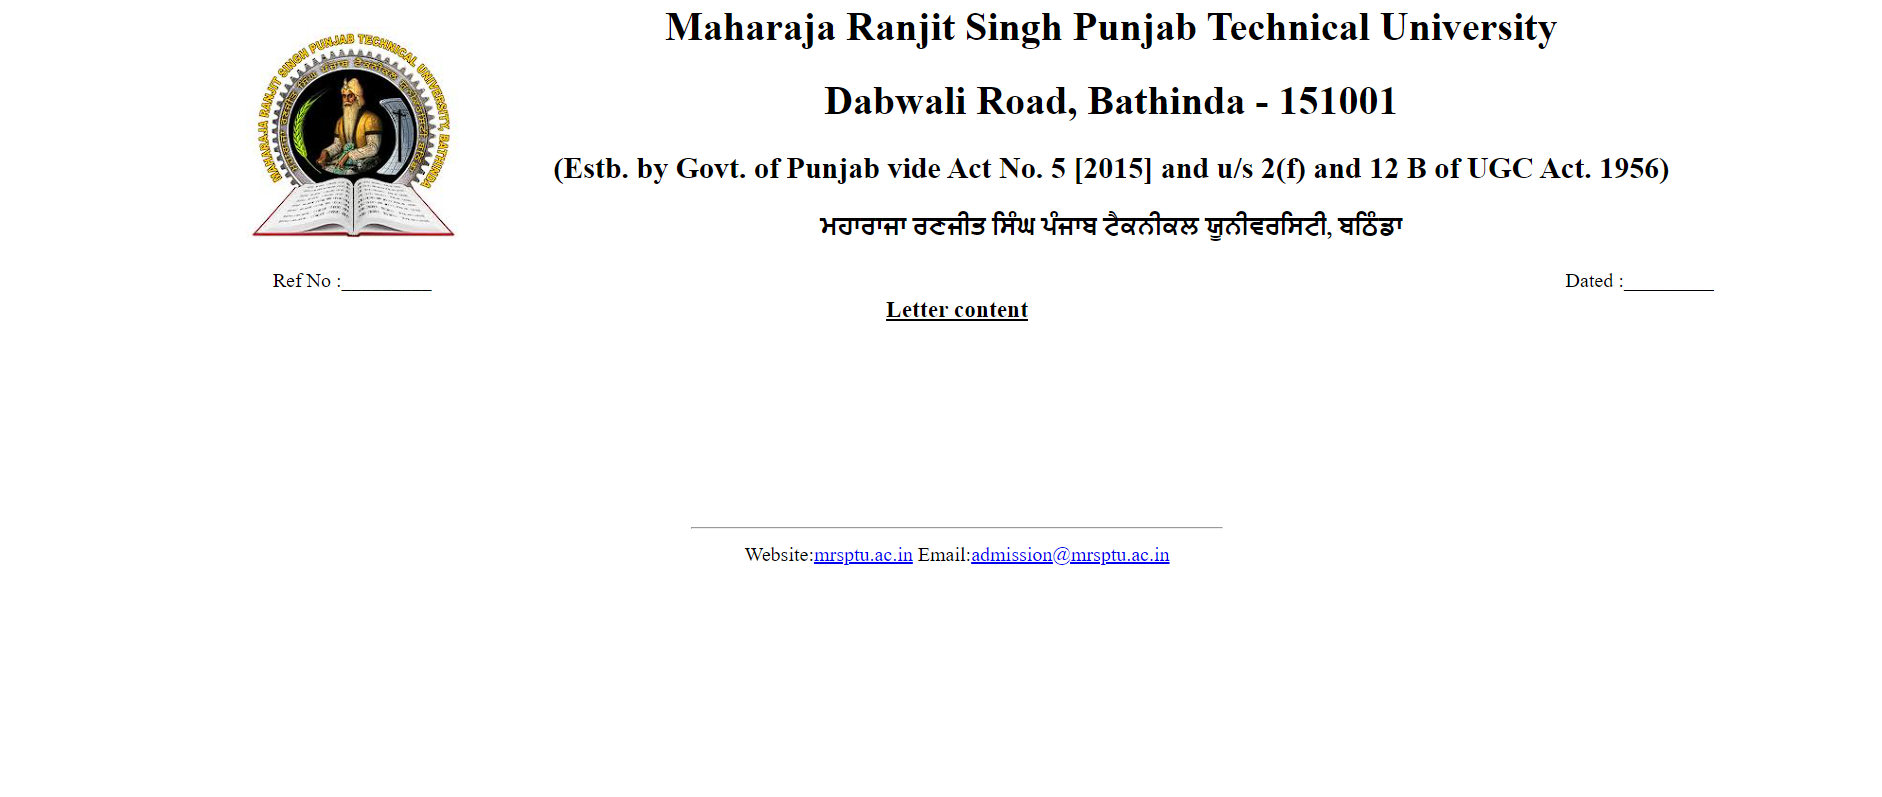 MAHARAJA RANJIT SINGH PUNJAB TECHNICAL UNIVERSITY, BATHINDA
Maharaja Ranjit Singh Punjab Technical University
Dabwali Road, Bathinda - 151001
(Estb. by Govt. of Punjab vide Act No. 5 [2015] and u/s 2(f) and 12 B of UGC Act. 1956)
ਮਹਾਰਾਜਾ ਰਣਜੀਤ ਸਿੰਘ ਪੰਜਾਬ ਟੈਕਨੀਕਲ ਯੂਨੀਵਰਸਿਟੀ, ਬਠਿੰਡਾ
Ref No :_________ Dated :_________
Letter content
Website:mrsptu.ac.in Email:admission@mrsptu.ac.in